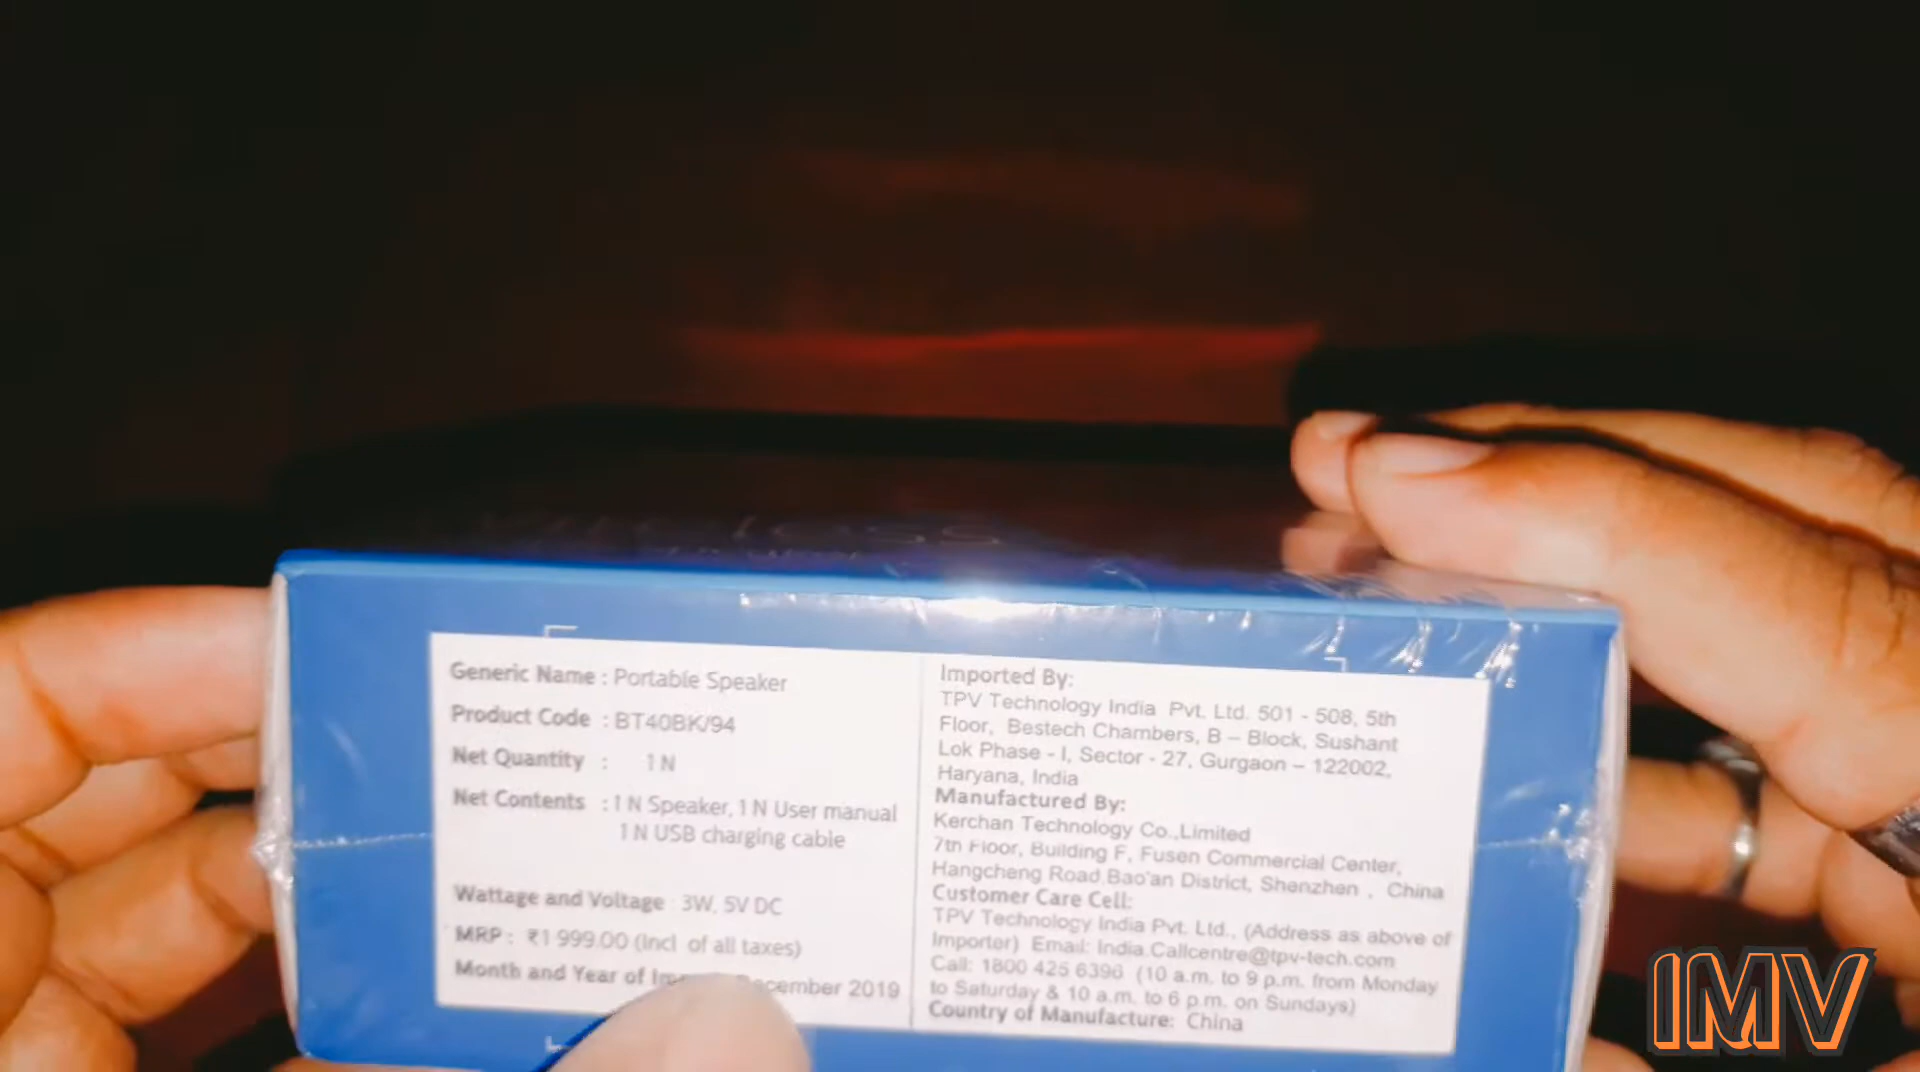 Generic Name : Portable Speaker
Product Code : BT40BK/94
Net Quantity : 1 N
Net Contents : 1 N Speaker, 1 N User manual
1 N USB charging cable
Wattage and Voltage : 3W, 5V DC
MRP : ₹1 999.00 (Incl of all taxes)
Month and Year of December 2019
Imported By:
TPV Technology India Pvt. Ltd. 501 - 508, 5th
Floor, Bestech Chambers, B – Block, Sushant
Lok Phase - I, Sector - 27, Gurgaon – 122002,
Haryana, India
Manufactured By:
Kerchan Technology Co.,Limited
7th Floor, Building F, Fusen Commercial Center,
Hangcheng Road,Bao'an District, Shenzhen , China
Customer Care Cell:
TPV Technology India Pvt. Ltd., (Address as above of
Importer) Email: India.Callcentre@tpv-tech.com
Call: 1800 425 6396 (10 a.m. to 9 p.m. from Monday
to Saturday & 10 a.m. to 6 p.m. on Sundays)
Country of Manufacture: China
IMV